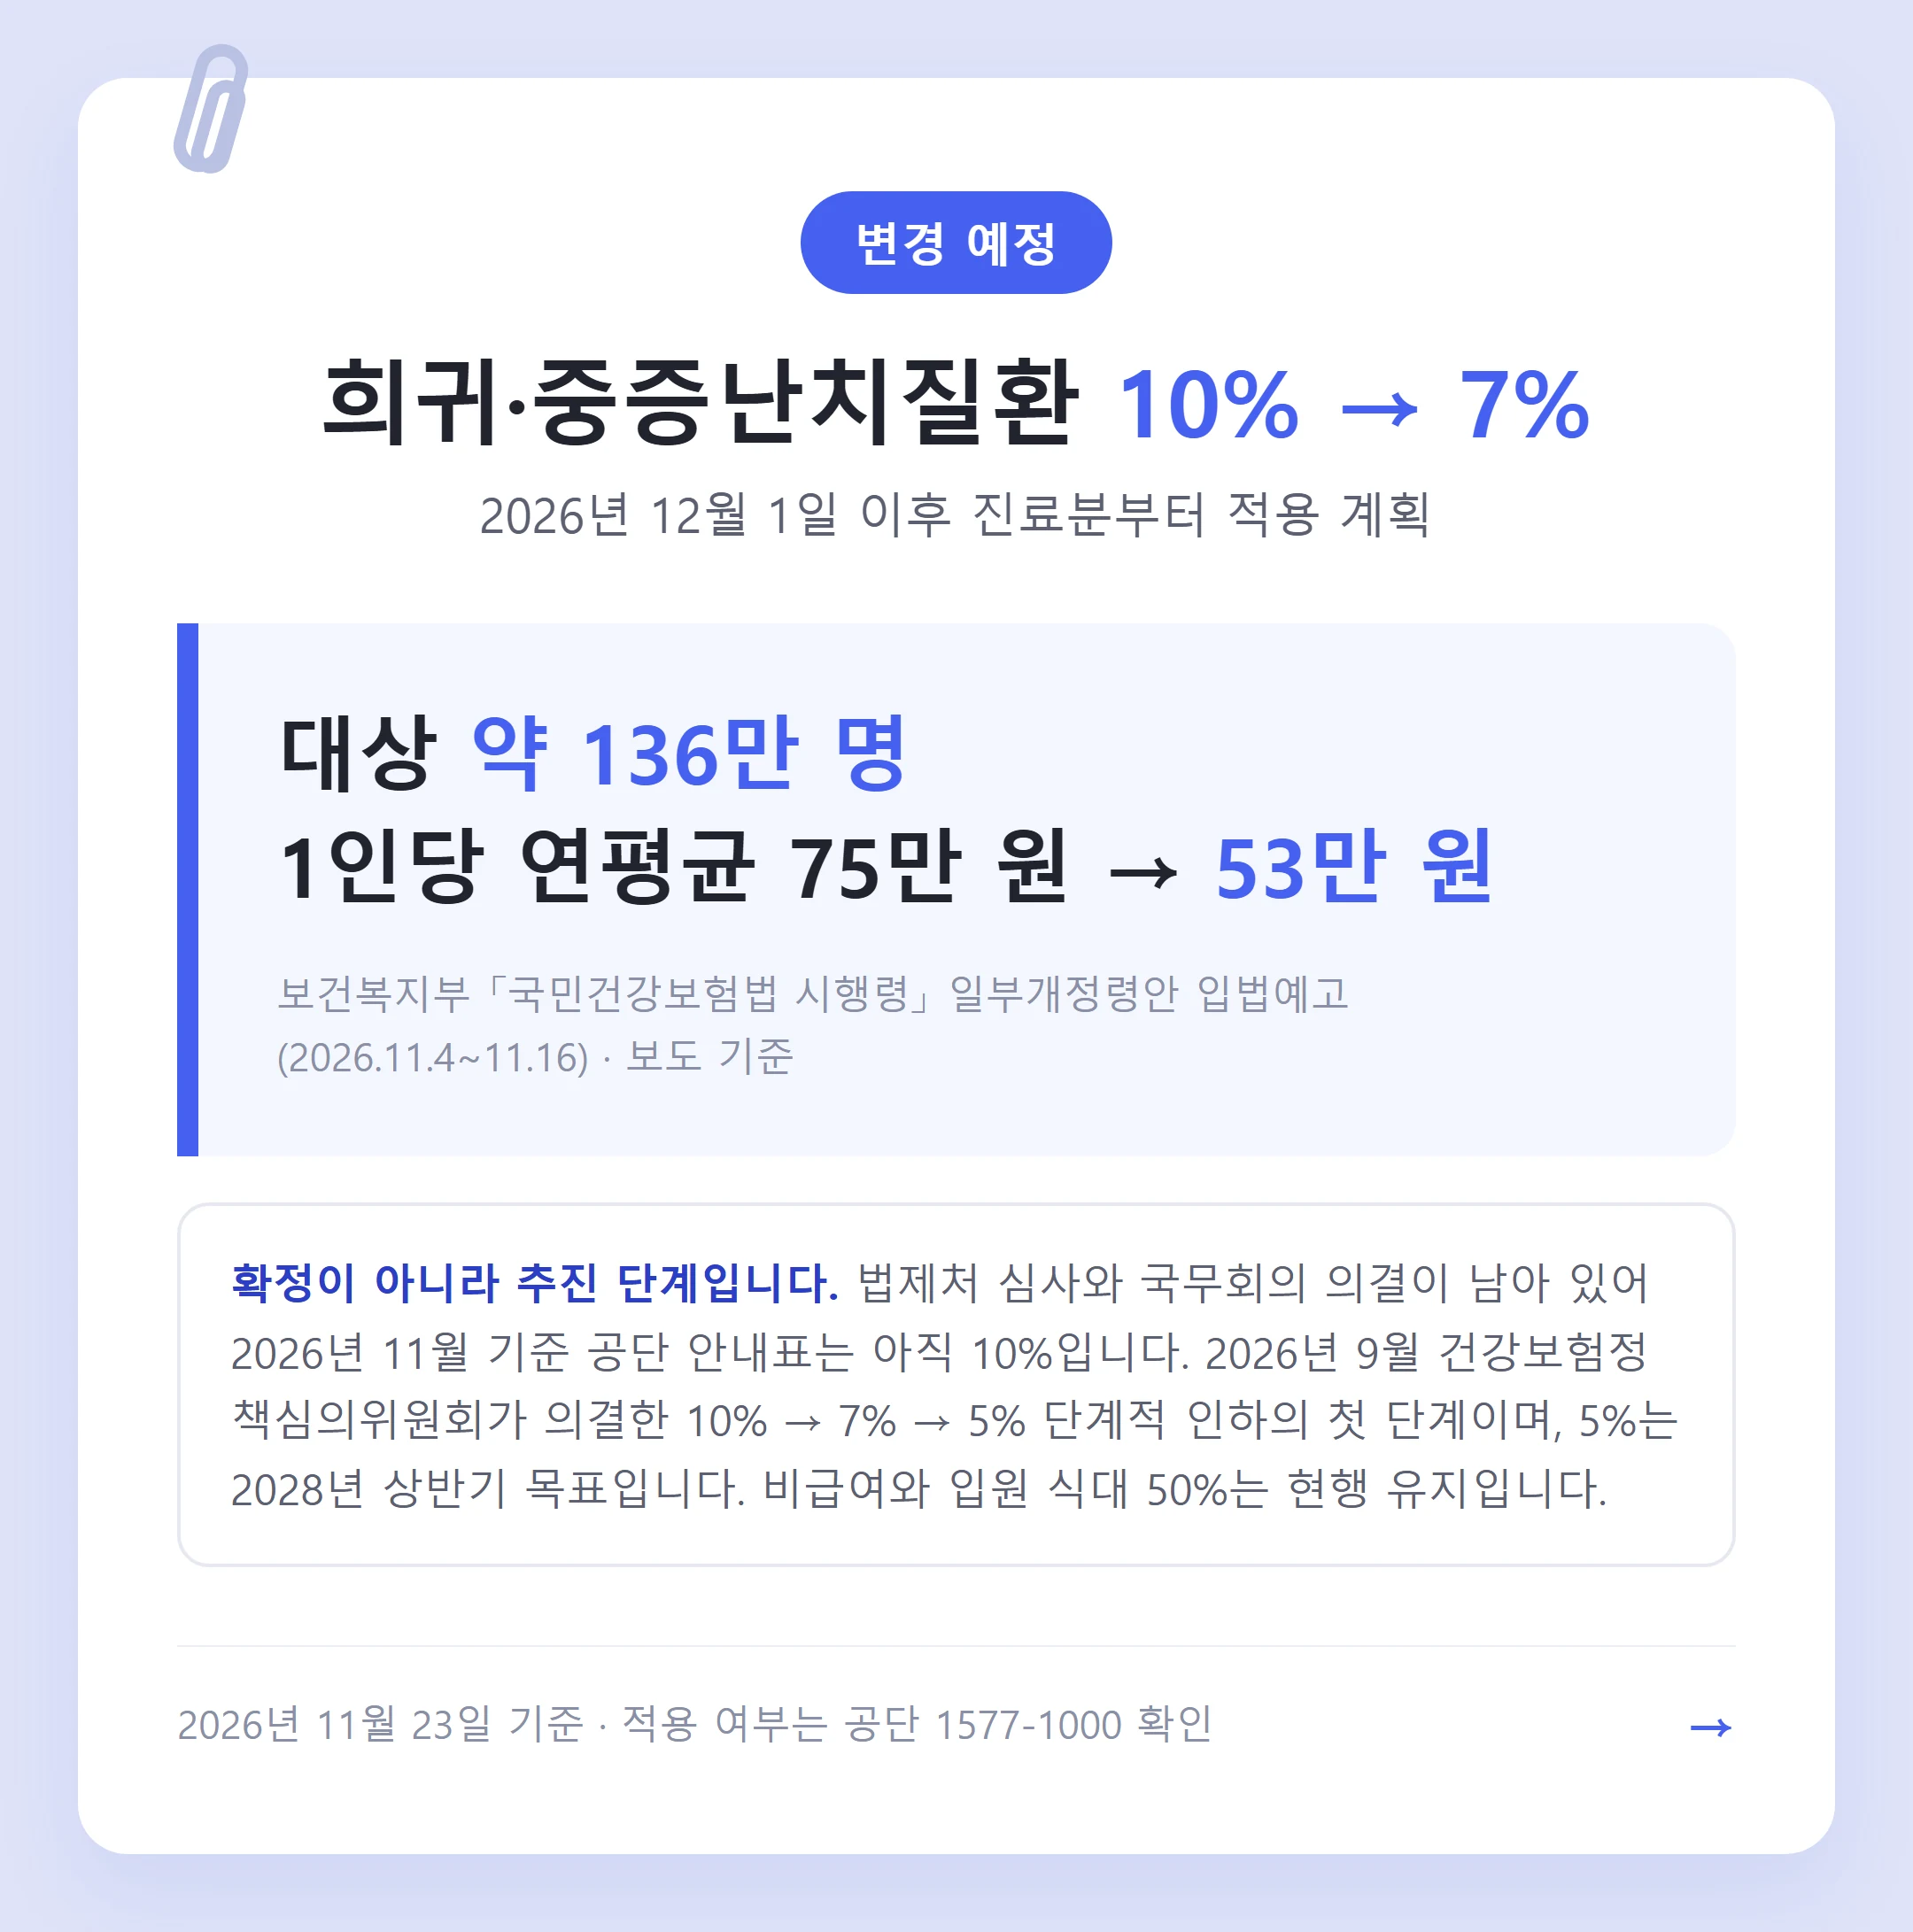 변경 예정
희귀·중증난치질환 10% → 7%
2026년 12월 1일 이후 진료분부터 적용 계획
대상 약 136만 명
1인당 연평균 75만 원 → 53만 원
보건복지부 「국민건강보험법 시행령」 일부개정령안 입법예고
(2026.11.4~11.16) · 보도 기준
확정이 아니라 추진 단계입니다. 법제처 심사와 국무회의 의결이 남아 있어
2026년 11월 기준 공단 안내표는 아직 10%입니다. 2026년 9월 건강보험정
책심의위원회가 의결한 10% → 7% → 5% 단계적 인하의 첫 단계이며, 5%는
2028년 상반기 목표입니다. 비급여와 입원 식대 50%는 현행 유지입니다.
2026년 11월 23일 기준 · 적용 여부는 공단 1577-1000 확인 →